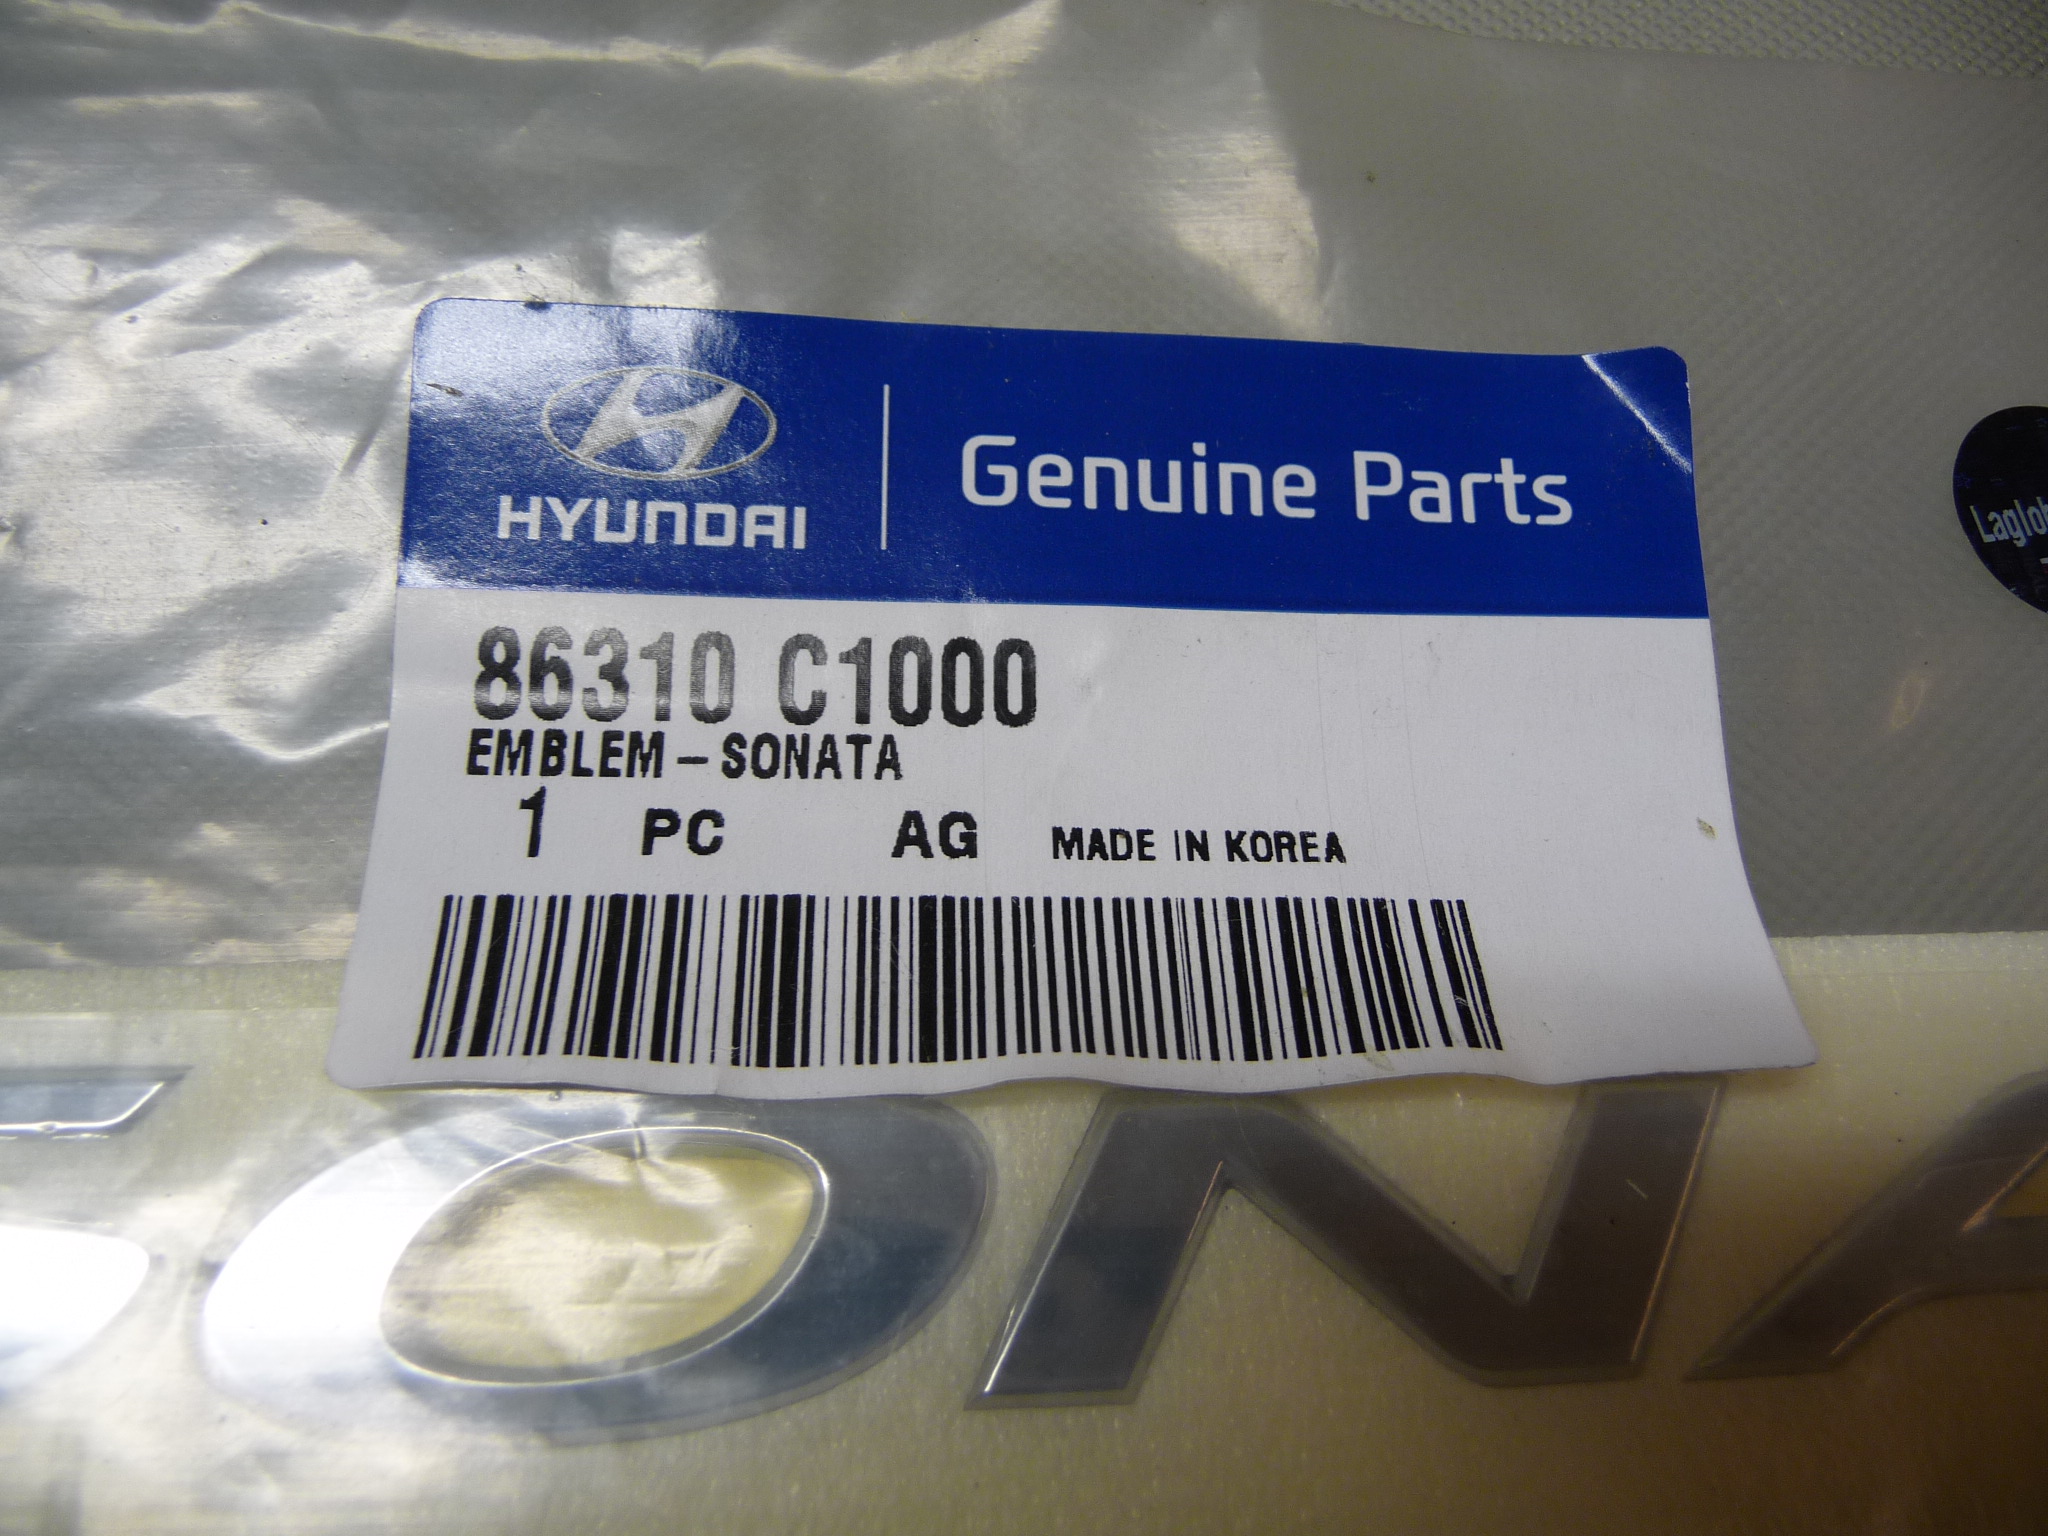 HYUNDAI
Genuine Parts
86310 C1000
EMBLEM-SONATA
1 PC AG MADE IN KOREA